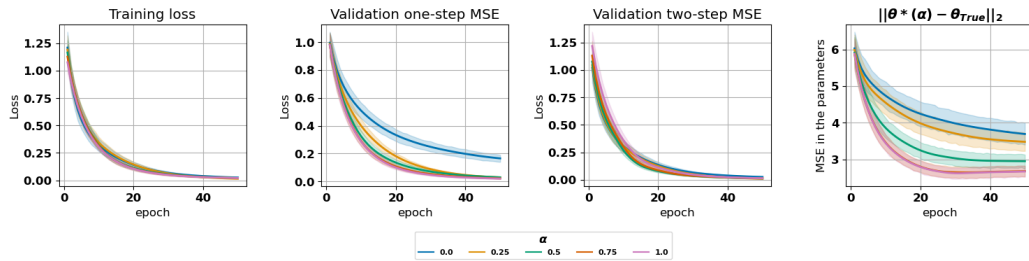 Training loss
Loss
1.25
1.00
0.75
0.50
0.25
0.00
0 20 40
epoch
Validation one-step MSE
Loss
1.0
0.8
0.6
0.4
0.2
0.0
0 20 40
epoch
Validation two-step MSE
Loss
1.25
1.00
0.75
0.50
0.25
0.00
0 20 40
epoch
||θ*(α) − θ_True||₂
MSE in the parameters
6
5
4
3
20 40
epoch
α
0.0 0.25 0.5 0.75 1.0